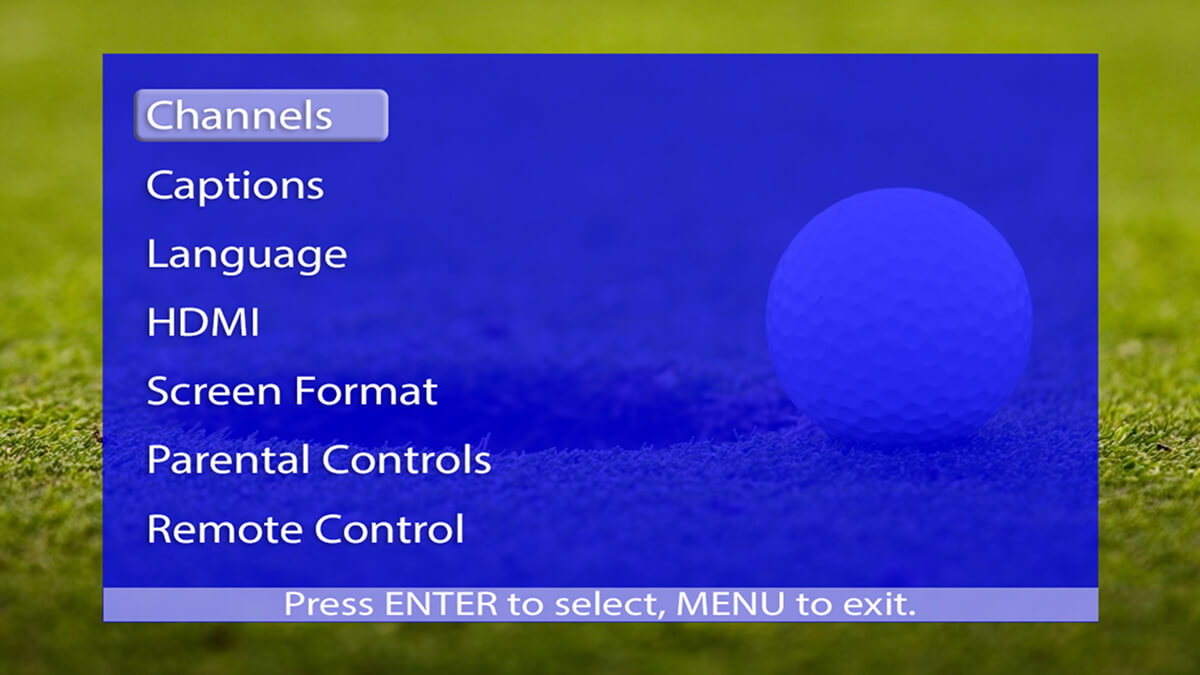 Channels
Captions
Language
HDMI
Screen Format
Parental Controls
Remote Control
Press ENTER to select, MENU to exit.